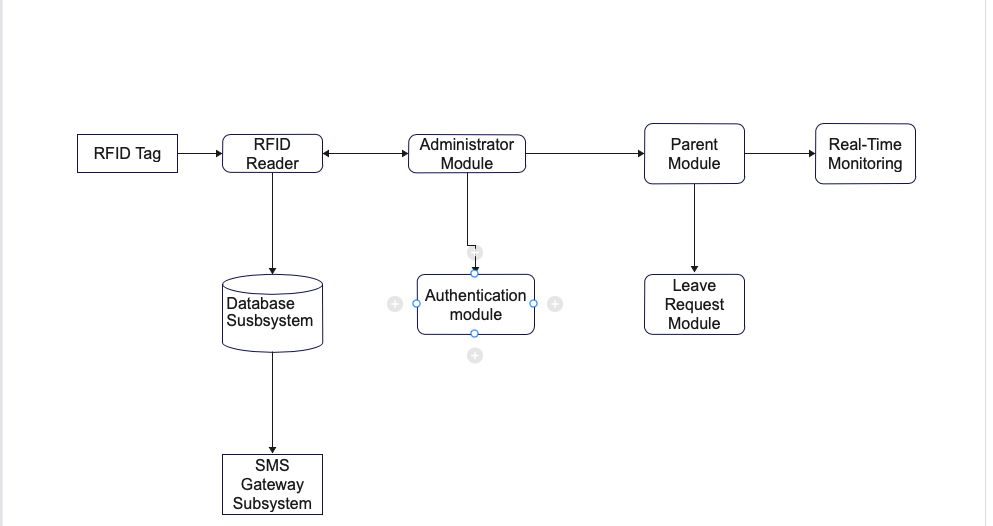 RFID Tag
RFID
Reader
Administrator
Module
Parent
Module
Real-Time
Monitoring
Database
Susbsystem
Authentication
module
Leave
Request
Module
SMS
Gateway
Subsystem